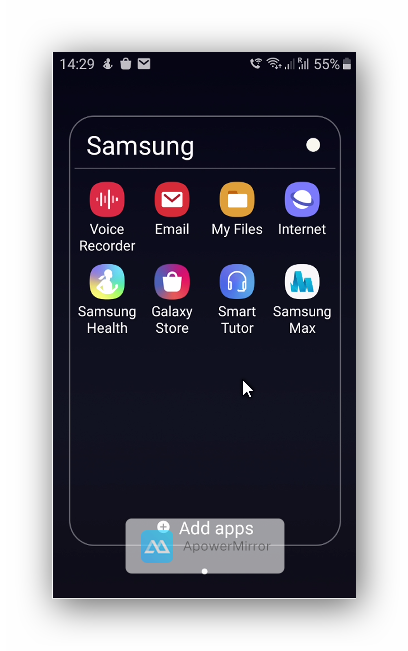 14:29 55%
Samsung
Voice Recorder
Email
My Files
Internet
Samsung Health
Galaxy Store
Smart Tutor
Samsung Max
Add apps
ApowerMirror